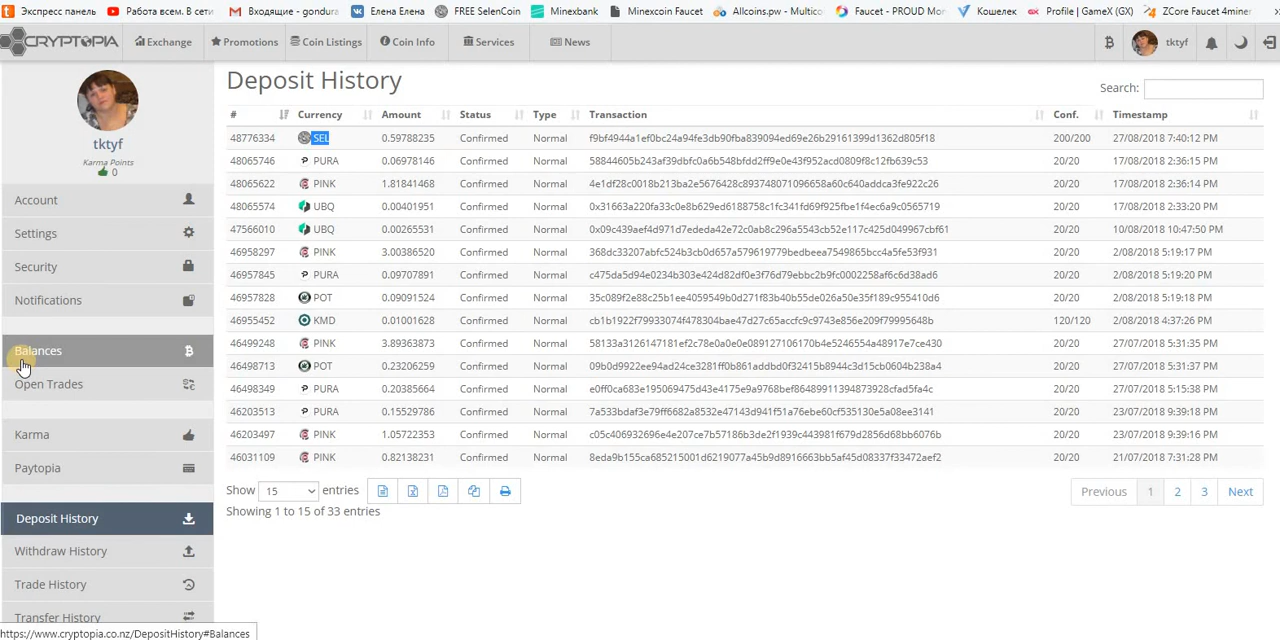 Экспресс панель Работа всем. В сети Входящие - gondura Елена Елена FREE SelenCoin Minexbank Minexcoin Faucet Allcoins.pw - Multico Faucet - PROUD Mon Кошелек Profile | GameX (GX) ZCore Faucet 4miner
CRYPTOPIA Exchange Promotions Coin Listings Coin Info Services News tktyf
tktyf
Karma Points
0
Account
Settings
Security
Notifications
Balances
Open Trades
Karma
Paytopia
Deposit History
Withdraw History
Trade History
Transfer History
Deposit History
Search:
# Currency Amount Status Type Transaction Conf. Timestamp
48776334 SEL 0.59788235 Confirmed Normal f9bf4944a1ef0bc24a94fe3db90fba839094ed69e26b29161399d1362d805f18 200/200 27/08/2018 7:40:12 PM
48065746 PURA 0.06978146 Confirmed Normal 58844605b243af39dbfc0a6b548bfdd2ff9e0e43f952acd0809f8c12fb639c53 20/20 17/08/2018 2:36:15 PM
48065622 PINK 1.81841468 Confirmed Normal 4e1df28c0018b213ba2e5676428c893748071096658a60c640addca3fe922c26 20/20 17/08/2018 2:36:14 PM
48065574 UBQ 0.00401951 Confirmed Normal 0x31663a220fa33c0e8b629ed6188758c1fc341fd69f925fbe1f4ec6a9c0565719 20/20 17/08/2018 2:33:20 PM
47566010 UBQ 0.00265531 Confirmed Normal 0x09c439aef4d971d7ededa42e72c0ab8c296a5543cb52e117c425d049967cbf61 20/20 10/08/2018 10:47:50 PM
46958297 PINK 3.00386520 Confirmed Normal 368dc33207abfc524b3cb0d657a579619779bedbeea7549865bcc4a5fe53f931 20/20 2/08/2018 5:19:17 PM
46957845 PURA 0.09707891 Confirmed Normal c475da5d94e0234b303e424d82df0e3f76d79ebbc2b9fc0002258af6c6d38ad6 20/20 2/08/2018 5:19:20 PM
46957828 POT 0.09091524 Confirmed Normal 35c089f2e88c25b1ee4059549b0d271f83b40b55de026a50e35f189c955410d6 20/20 2/08/2018 5:19:18 PM
46955452 KMD 0.01001628 Confirmed Normal cb1b1922f79933074f478304bae47d27c65accfc9c9743e856e209f79995648b 120/120 2/08/2018 4:37:26 PM
46499248 PINK 3.89363873 Confirmed Normal 58133a3126147181ef2c78e0a0e0e089127106170b4e5246554a48917e7ce430 20/20 27/07/2018 5:31:35 PM
46498713 POT 0.23206259 Confirmed Normal 09b0d9922ee94ad24ce3281ff0b861addbd0f32415b8944c3d15cb0604b238a4 20/20 27/07/2018 5:31:37 PM
46498349 PURA 0.20385664 Confirmed Normal e0ff0ca683e195069475d43e4175e9a9768bef86489911394873928cfad5fa4c 20/20 27/07/2018 5:15:38 PM
46203513 PURA 0.15529786 Confirmed Normal 7a533bdaf3e79ff6682a8532e47143d941f51a76ebe60cf535130e5a08ee3141 20/20 23/07/2018 9:39:18 PM
46203497 PINK 1.05722353 Confirmed Normal c05c406932696e4e207ce7b57186b3de2f1939c443981f679d2856d68bb6076b 20/20 23/07/2018 9:39:16 PM
46031109 PINK 0.82138231 Confirmed Normal 8eda9b155ca685215001d6219077a45b9d8916663bb5af45d08337f33472aef2 20/20 21/07/2018 7:31:28 PM
Show 15 entries Previous 1 2 3 Next
Showing 1 to 15 of 33 entries
https://www.cryptopia.co.nz/DepositHistory#Balances